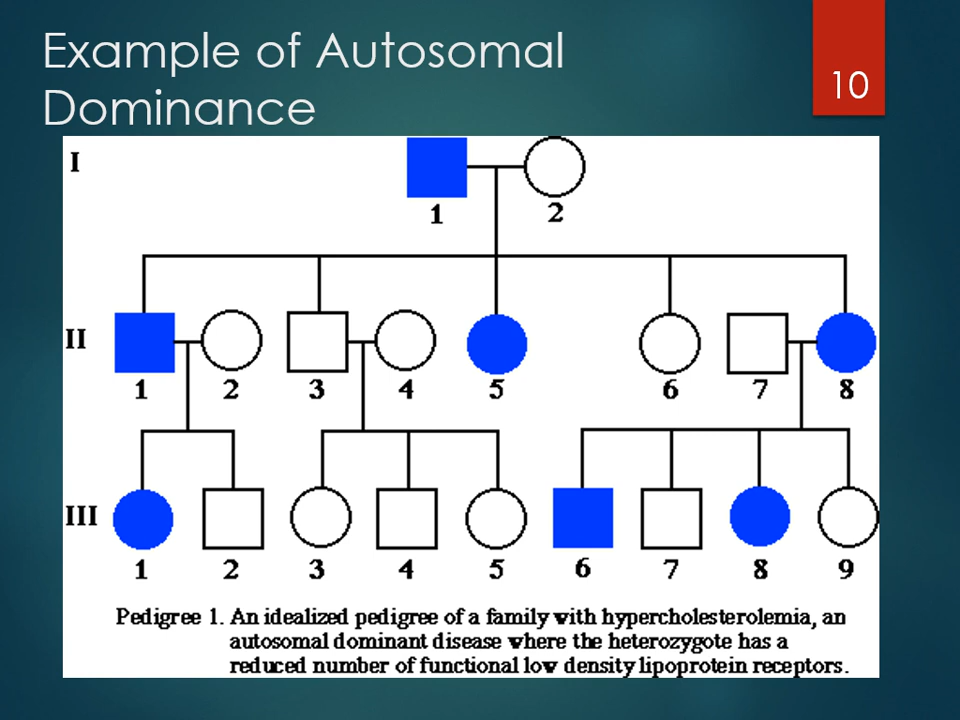 Example of Autosomal
Dominance
10
I
1 2
II
1 2 3 4 5 6 7 8
III
1 2 3 4 5 6 7 8 9
Pedigree 1. An idealized pedigree of a family with hypercholesterolemia, an
autosomal dominant disease where the heterozygote has a
reduced number of functional low density lipoprotein receptors.